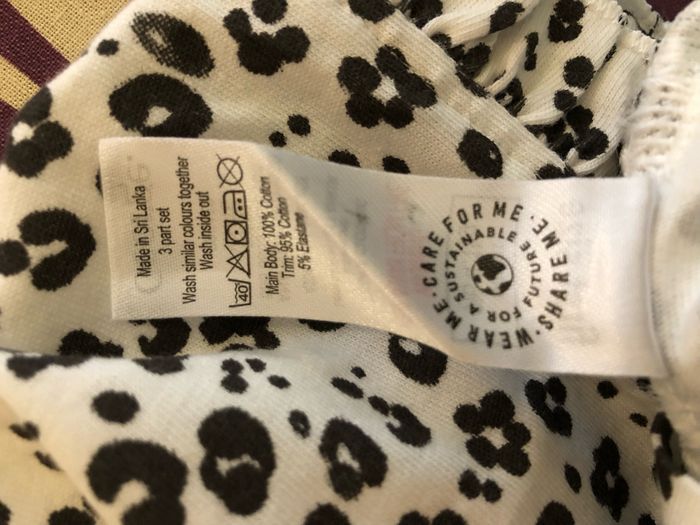 Made in Sri Lanka
3 part set
Wash similar colours together
Wash inside out
40
Main Body: 100% Cotton
Trim: 95% Cotton
5% Elastane
WEAR ME · CARE FOR ME · SHARE ME ·
FOR A SUSTAINABLE FUTURE